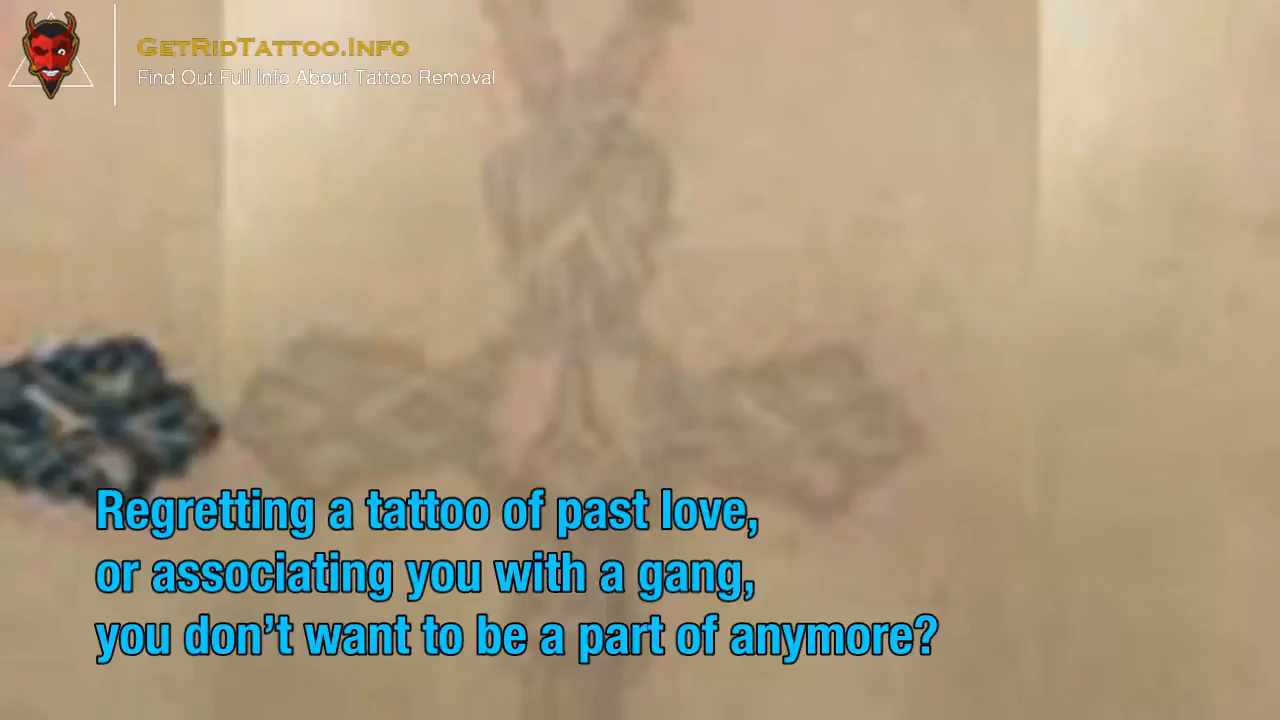 GetRidTattoo.Info
Find Out Full Info About Tattoo Removal
Regretting a tattoo of past love,
or associating you with a gang,
you don't want to be a part of anymore?